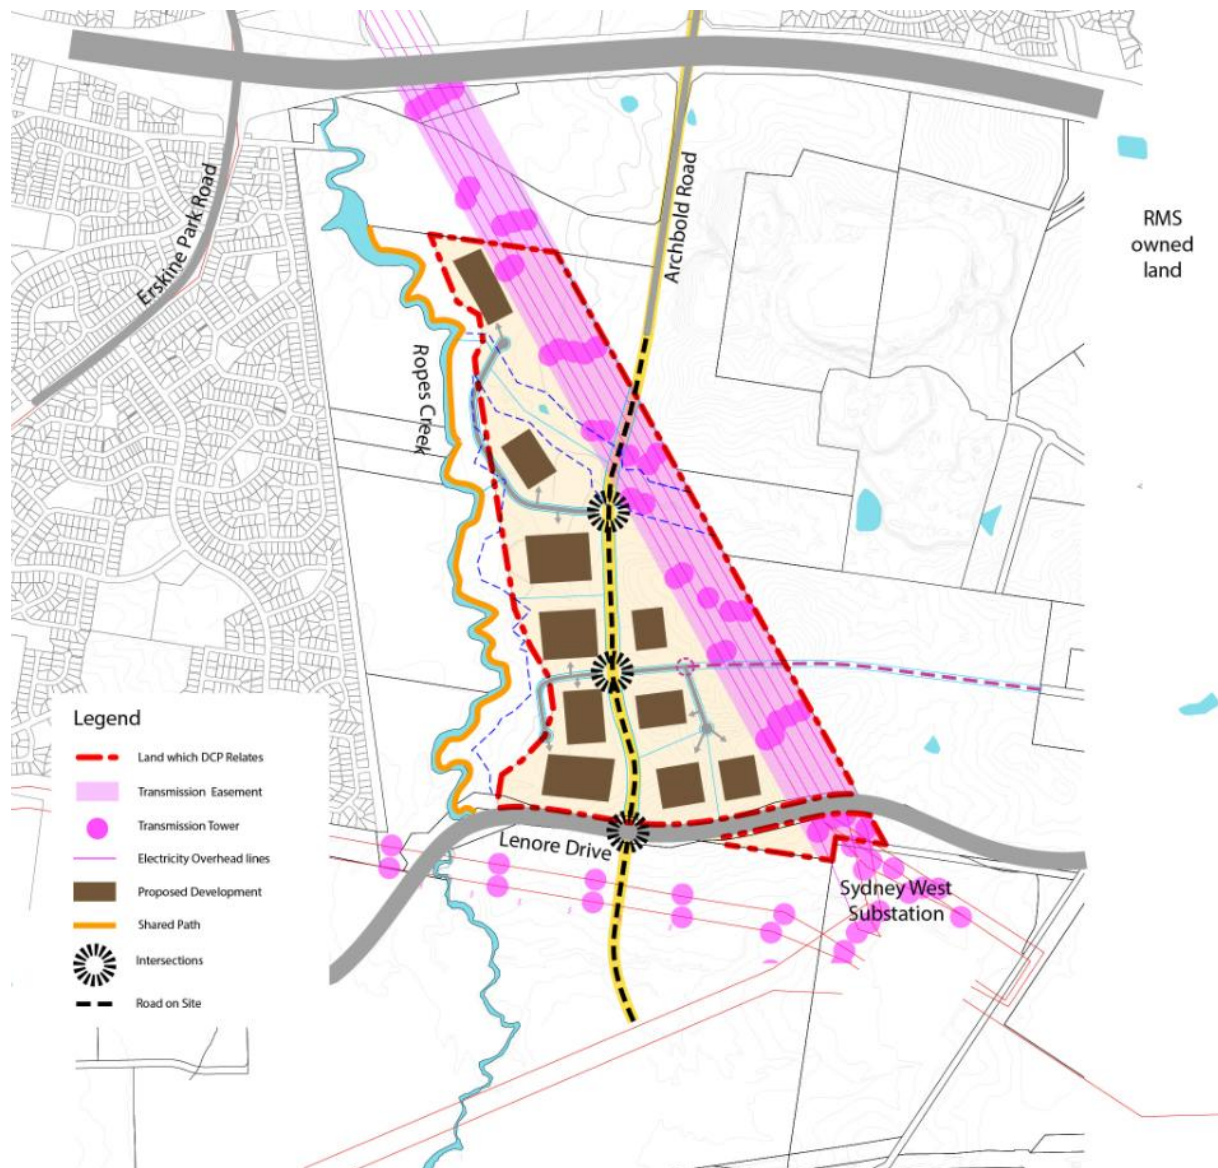 Erskine Park Road
Archbold Road
RMS
owned
land
Ropes Creek
Legend
Land which DCP Relates
Transmission Easement
Transmission Tower
Electricity Overhead lines
Proposed Development
Shared Path
Intersections
Road on Site
Lenore Drive
Sydney West
Substation